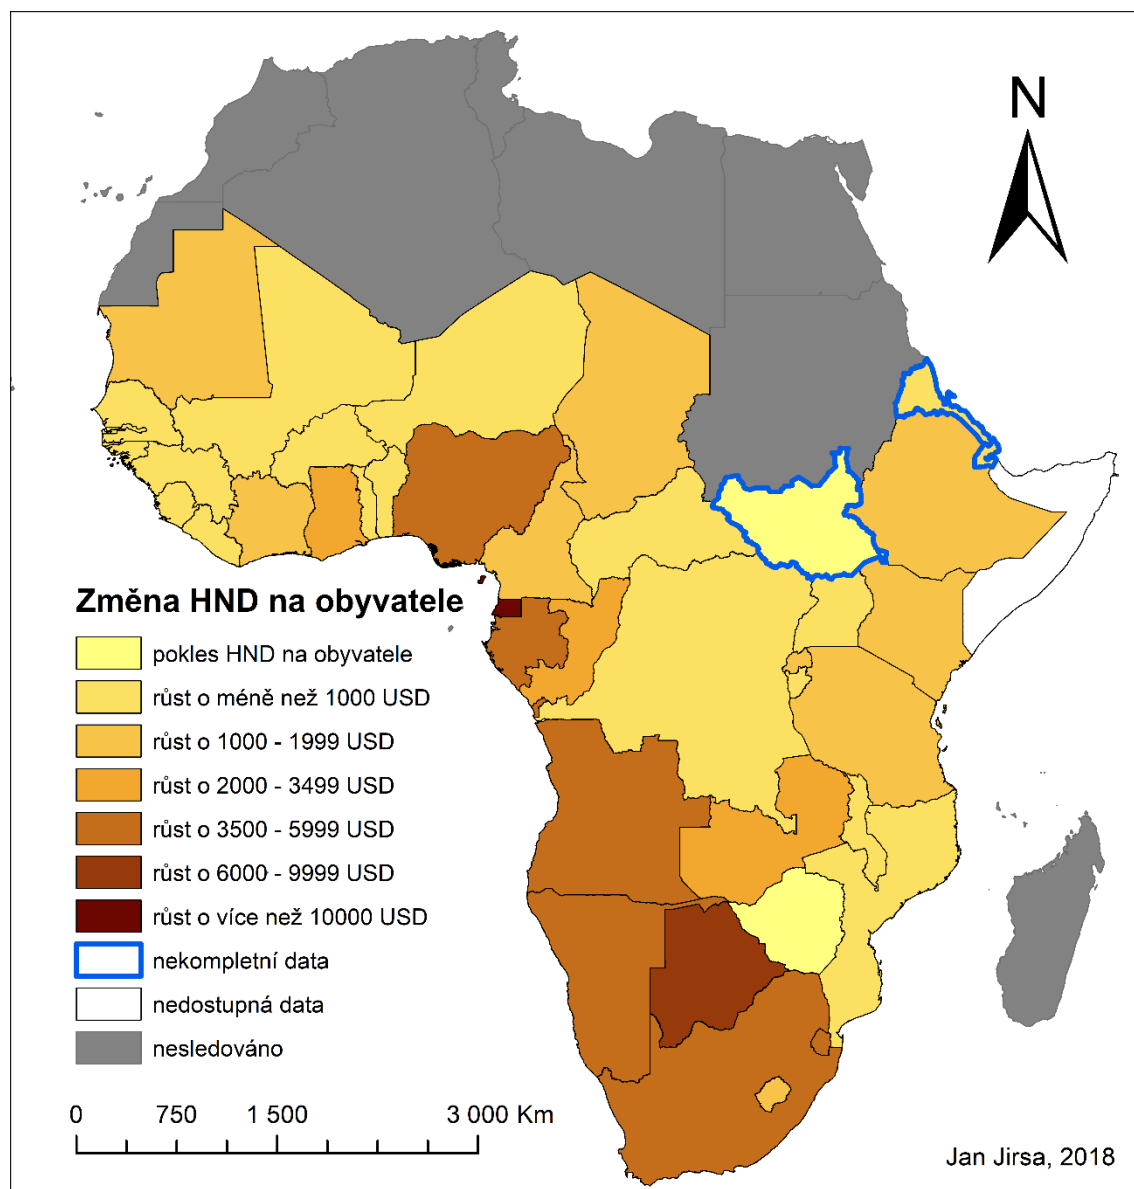 N
Změna HND na obyvatele
pokles HND na obyvatele
růst o méně než 1000 USD
růst o 1000 - 1999 USD
růst o 2000 - 3499 USD
růst o 3500 - 5999 USD
růst o 6000 - 9999 USD
růst o více než 10000 USD
nekompletní data
nedostupná data
nesledováno
0 750 1 500 3 000 Km
Jan Jirsa, 2018